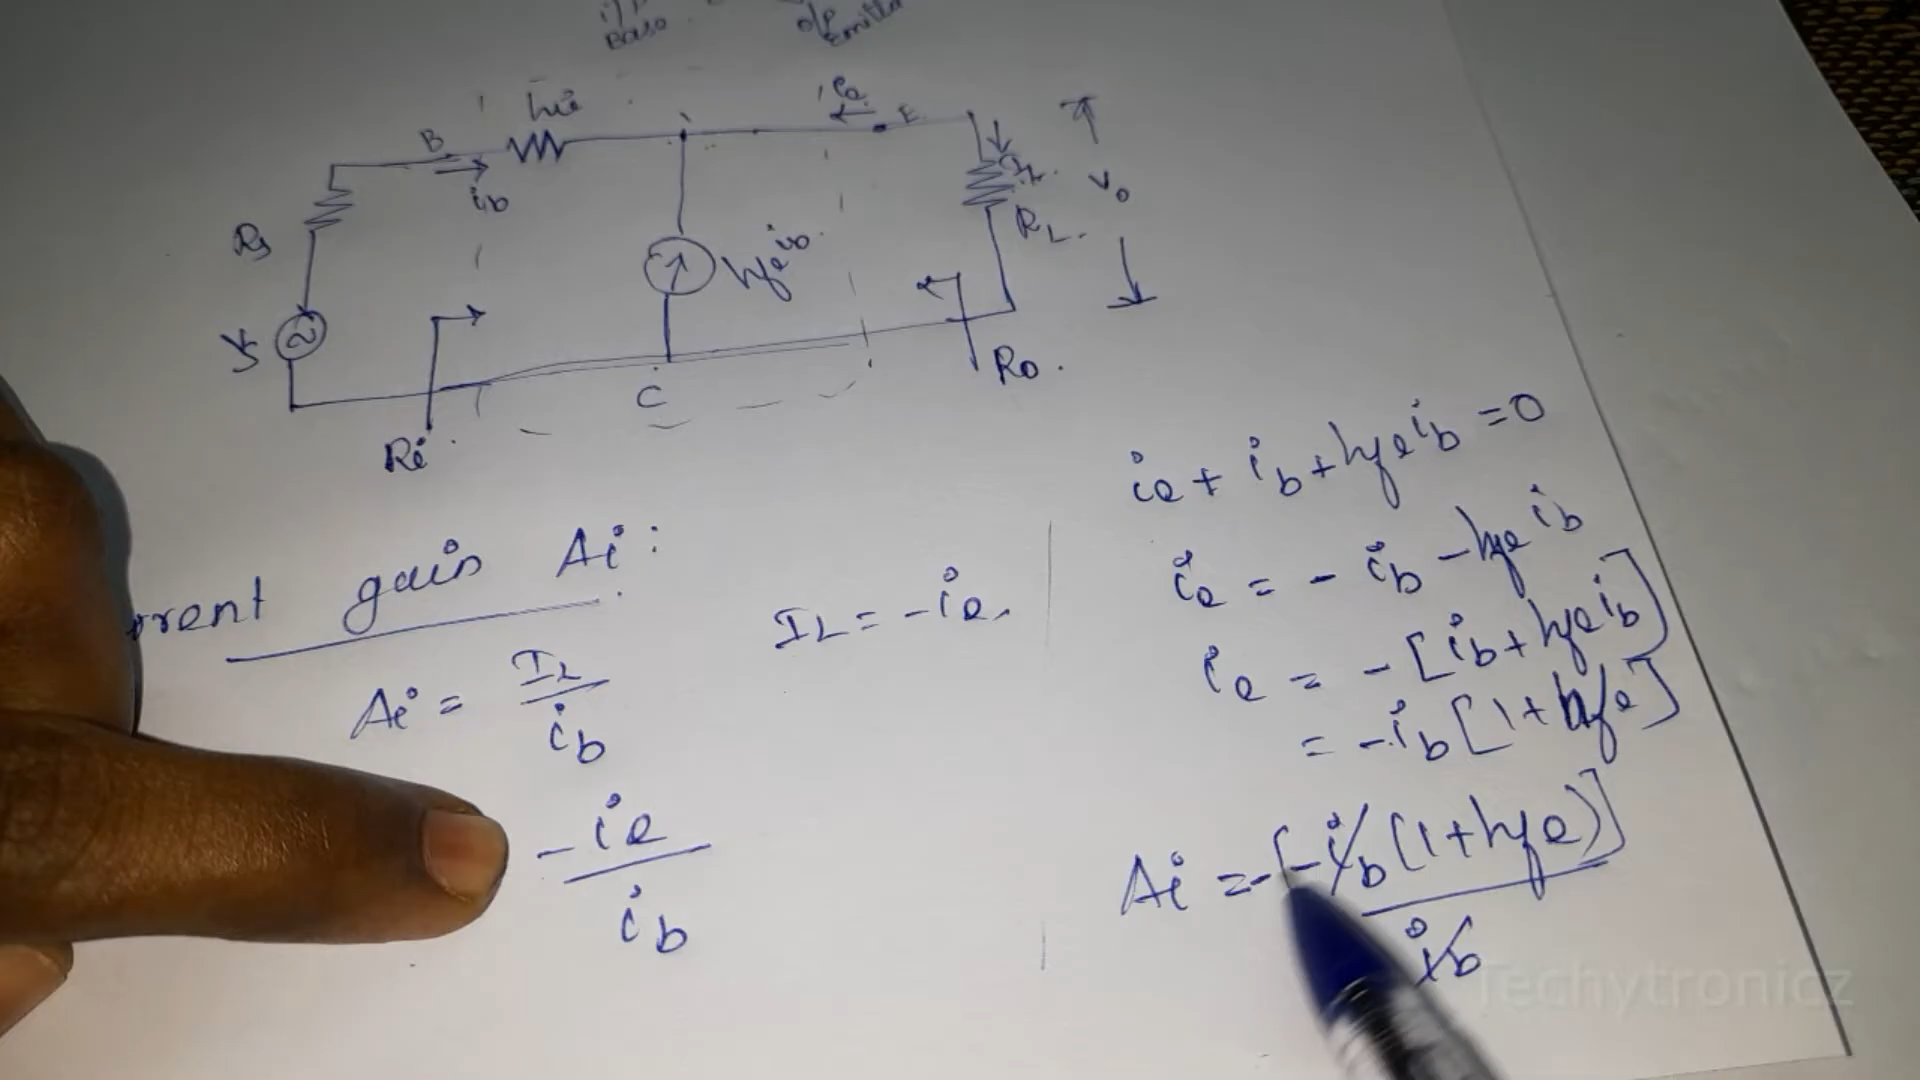 i/p
Base
o/p
Emitter
hie
ie
B
E
ib
IL
Vo
Rs
RL.
hfe ib
Vs
C
Ro.
Ri
rrent gain Ai:
IL = -ie.
Ai = IL / ib
-ie / ib
ie + ib + hfe ib = 0
ie = - ib - hfe ib
ie = - [ib + hfe ib]
= -ib [1 + hfe]
Ai = -[-ib (1 + hfe)] / ib
Techytronicz